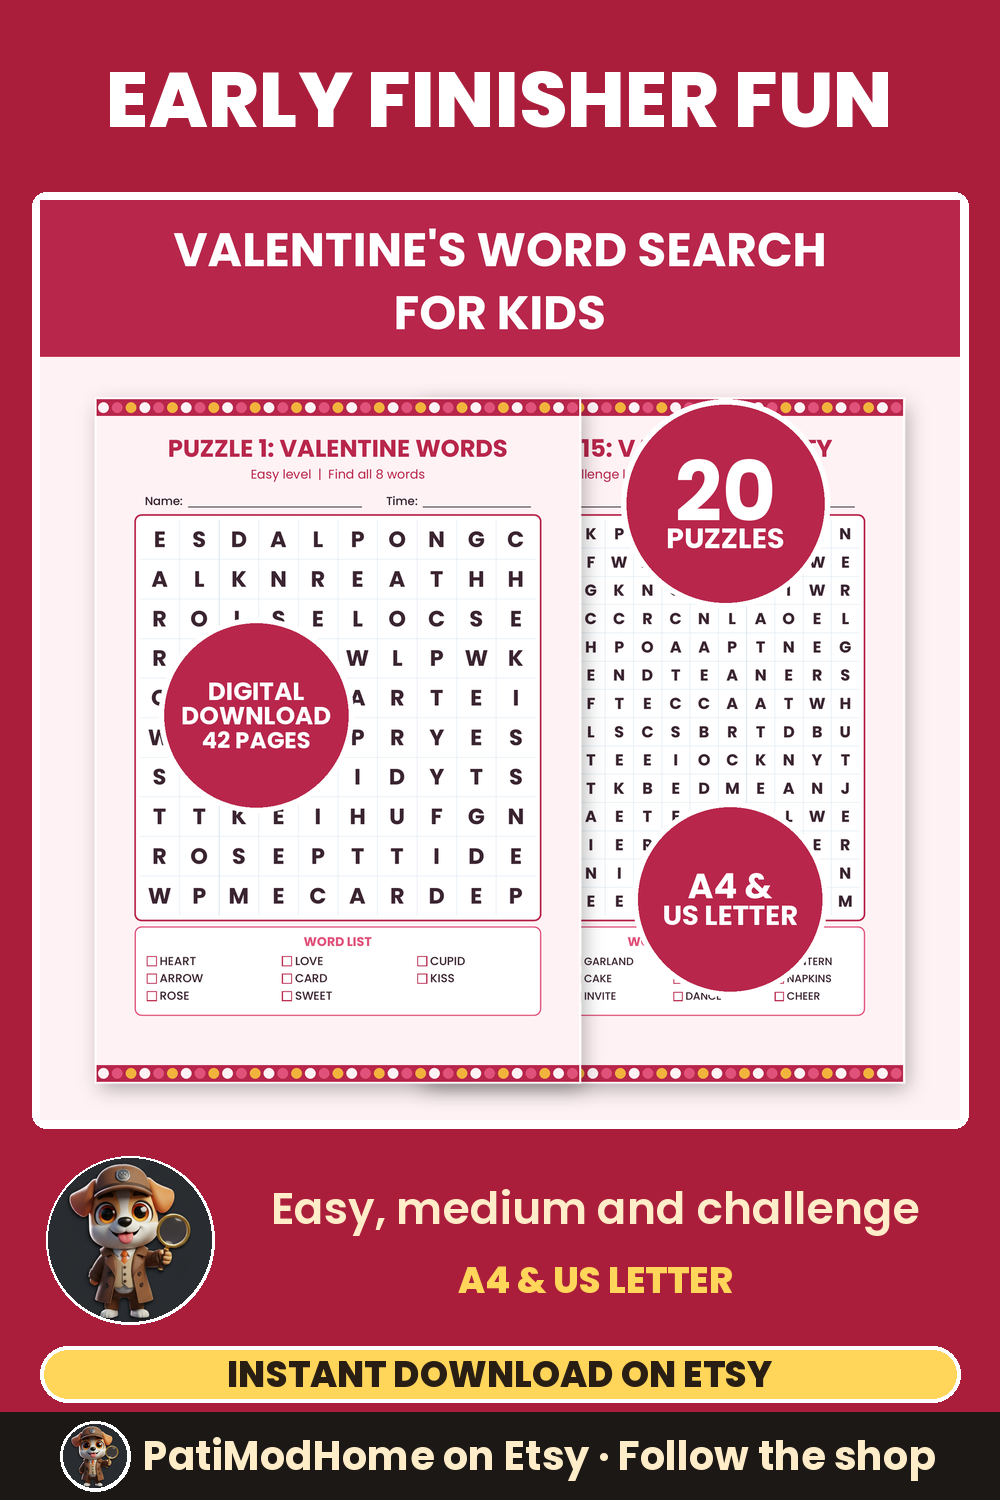 EARLY FINISHER FUN
VALENTINE'S WORD SEARCH
FOR KIDS
PUZZLE 1: VALENTINE WORDS
Easy level | Find all 8 words
Name:
Time:
E S D A L P O N G C
A L K N R E A T H H
R O S E L O C S E
R W L P W K
A R T E I
P R Y E S
S I D Y T S
T T K E I H U F G N
R O S E P T T I D E
W P M E C A R D E P
DIGITAL
DOWNLOAD
42 PAGES
WORD LIST
HEART LOVE CUPID
ARROW CARD KISS
ROSE SWEET
15:
20
PUZZLES
K P N
F W W E
G K N W R
C C R C N L A O E L
H P O A A P T N E G
E N D T E A N E R S
F T E C C A A T W H
L S C S B R T D B U
T E E I O C K N Y T
T K B E D M E A N J
A E T W E
I E E R
N I N
E E M
A4 &
US LETTER
GARLAND
CAKE NAPKINS
INVITE DANCE CHEER
Easy, medium and challenge
A4 & US LETTER
INSTANT DOWNLOAD ON ETSY
PatiModHome on Etsy · Follow the shop